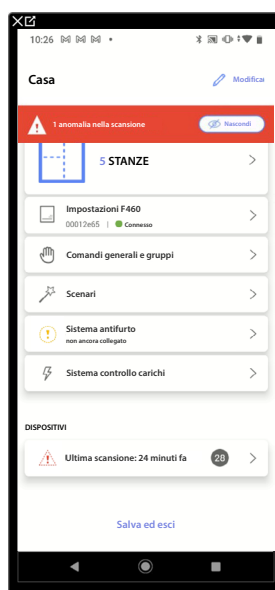 10:26
Casa
Modificar
1 anomalia nella scansione
Nascondi
5 STANZE
Impostazioni F460
00012e65 | Connesso
Comandi generali e gruppi
Scenari
Sistema antifurto
non ancora collegato
Sistema controllo carichi
DISPOSITIVI
Ultima scansione: 24 minuti fa
28
Salva ed esci